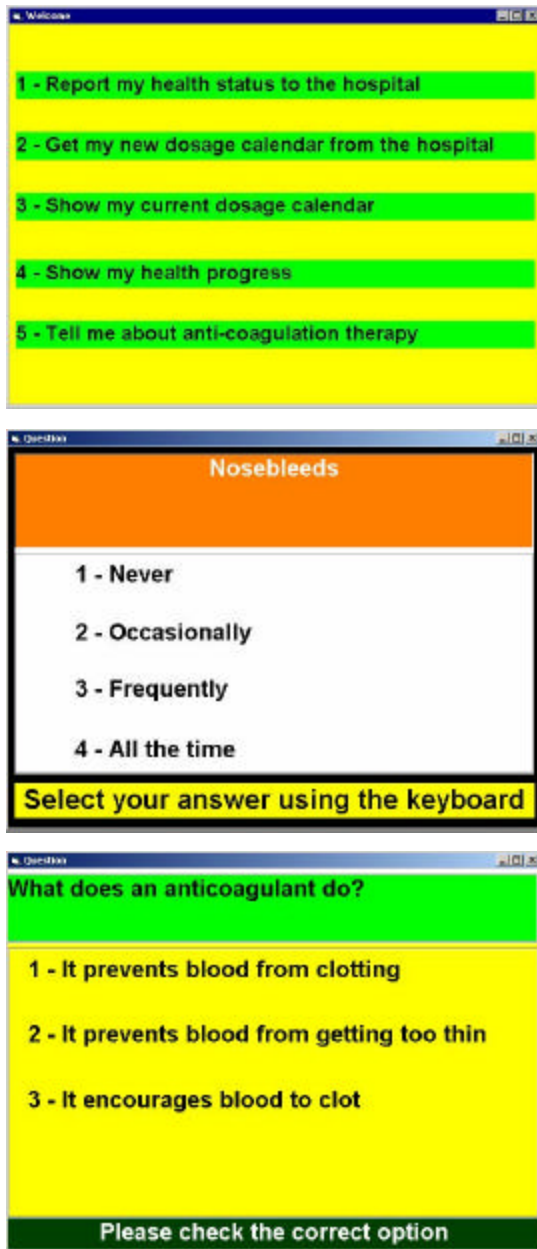 Welcome
1 - Report my health status to the hospital
2 - Get my new dosage calendar from the hospital
3 - Show my current dosage calendar
4 - Show my health progress
5 - Tell me about anti-coagulation therapy
Question
Nosebleeds
1 - Never
2 - Occasionally
3 - Frequently
4 - All the time
Select your answer using the keyboard
Question
What does an anticoagulant do?
1 - It prevents blood from clotting
2 - It prevents blood from getting too thin
3 - It encourages blood to clot
Please check the correct option